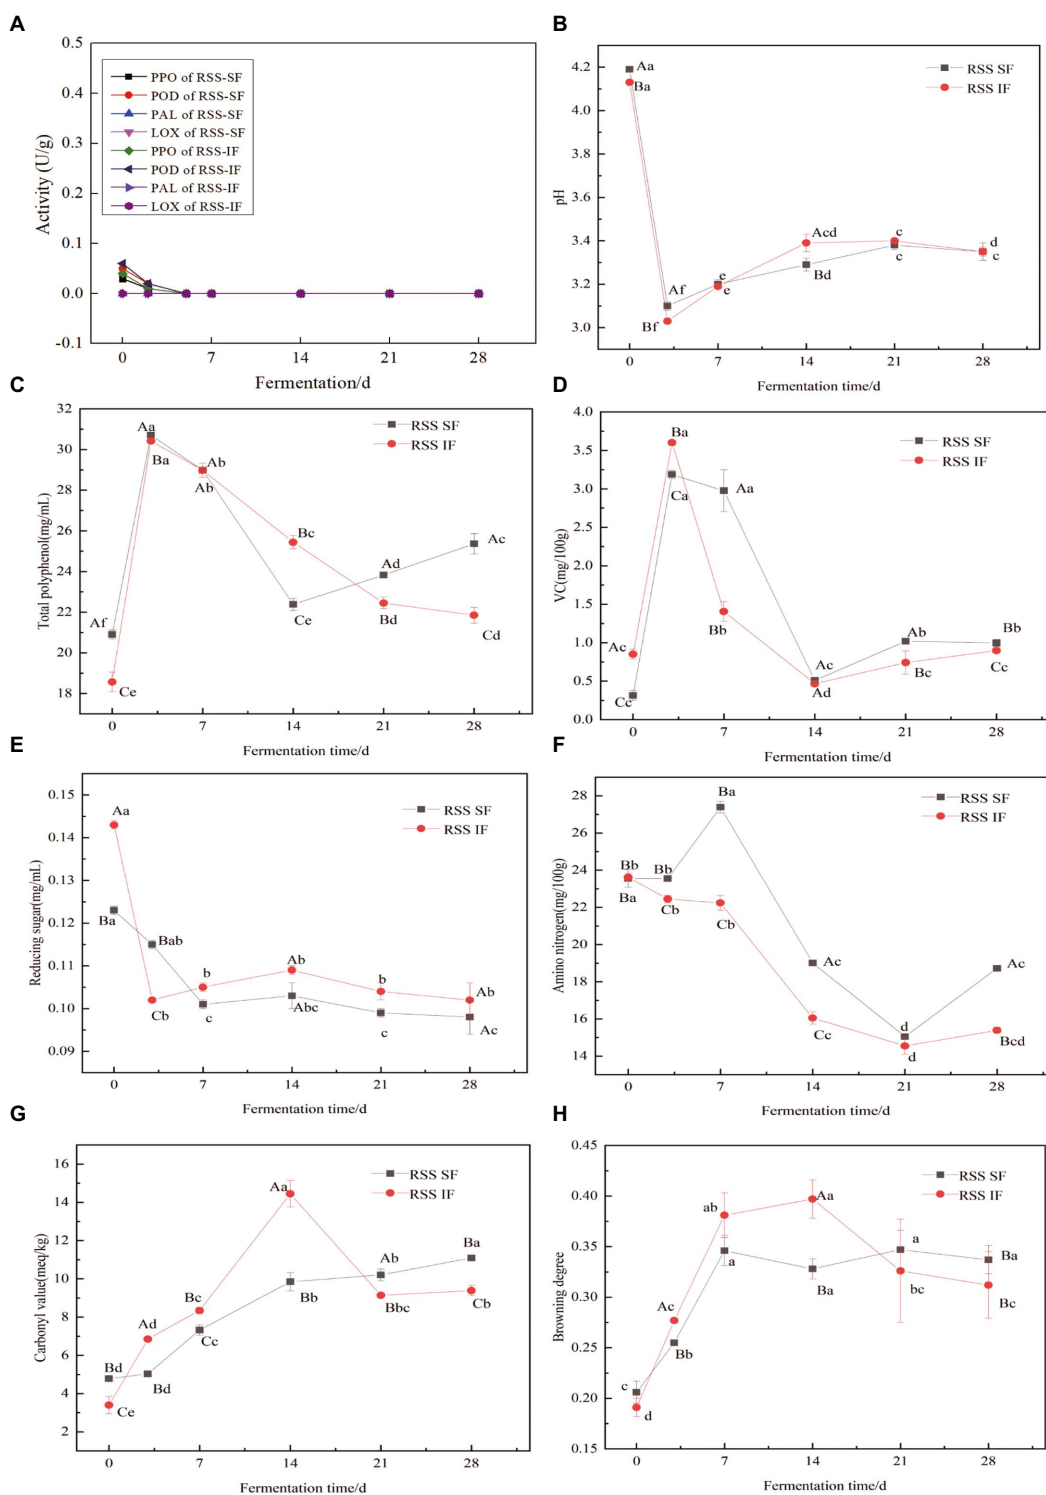 A
0.5
0.4
0.3
0.2
0.1
0.0
-0.1
Activity (U/g)
PPO of RSS-SF
POD of RSS-SF
PAL of RSS-SF
LOX of RSS-SF
PPO of RSS-IF
POD of RSS-IF
PAL of RSS-IF
LOX of RSS-IF
0 7 14 21 28
Fermentation/d
B
4.2
4.0
3.8
3.6
3.4
3.2
3.0
pH
RSS SF
RSS IF
Aa
Ba
Af
Bf
e
e
Acd
Bd
c
c
d
c
0 7 14 21 28
Fermentation time/d
C
32
30
28
26
24
22
20
18
Total polyphenol(mg/mL)
RSS SF
RSS IF
Af
Ce
Aa
Ba
Ab
Ab
Bc
Ce
Ad
Bd
Ac
Cd
0 7 14 21 28
Fermentation time/d
D
4.0
3.5
3.0
2.5
2.0
1.5
1.0
0.5
0.0
VC(mg/100g)
RSS SF
RSS IF
Ac
Cc
Ba
Ca
Aa
Bb
Ac
Ad
Ab
Bc
Bb
Cc
0 7 14 21 28
Fermentation time/d
E
0.15
0.14
0.13
0.12
0.11
0.10
0.09
Reducing sugar(mg/mL)
RSS SF
RSS IF
Aa
Ba
Bab
Cb
b
c
Ab
Abc
b
c
Ab
Ac
0 7 14 21 28
Fermentation time/d
F
28
26
24
22
20
18
16
14
Amino nitrogen(mg/100g)
RSS SF
RSS IF
Bb
Ba
Bb
Cb
Ba
Cb
Ac
Cc
d
d
Ac
Bcd
0 7 14 21 28
Fermentation time/d
G
16
14
12
10
8
6
4
2
Carbonyl value(meq/kg)
RSS SF
RSS IF
Bd
Ce
Ad
Bd
Bc
Cc
Aa
Bb
Ab
Bbc
Ba
Cb
0 7 14 21 28
Fermentation time/d
H
0.45
0.40
0.35
0.30
0.25
0.20
0.15
Browning degree
RSS SF
RSS IF
c
d
Ac
Bb
ab
a
Aa
Ba
a
bc
Ba
Bc
0 7 14 21 28
Fermentation time/d